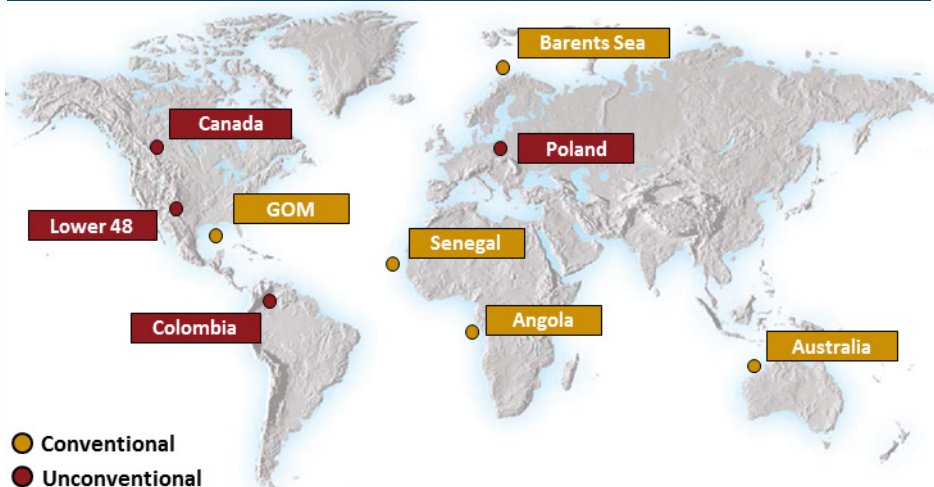 Barents Sea
Canada
Poland
GOM
Lower 48
Senegal
Colombia
Angola
Australia
Conventional
Unconventional